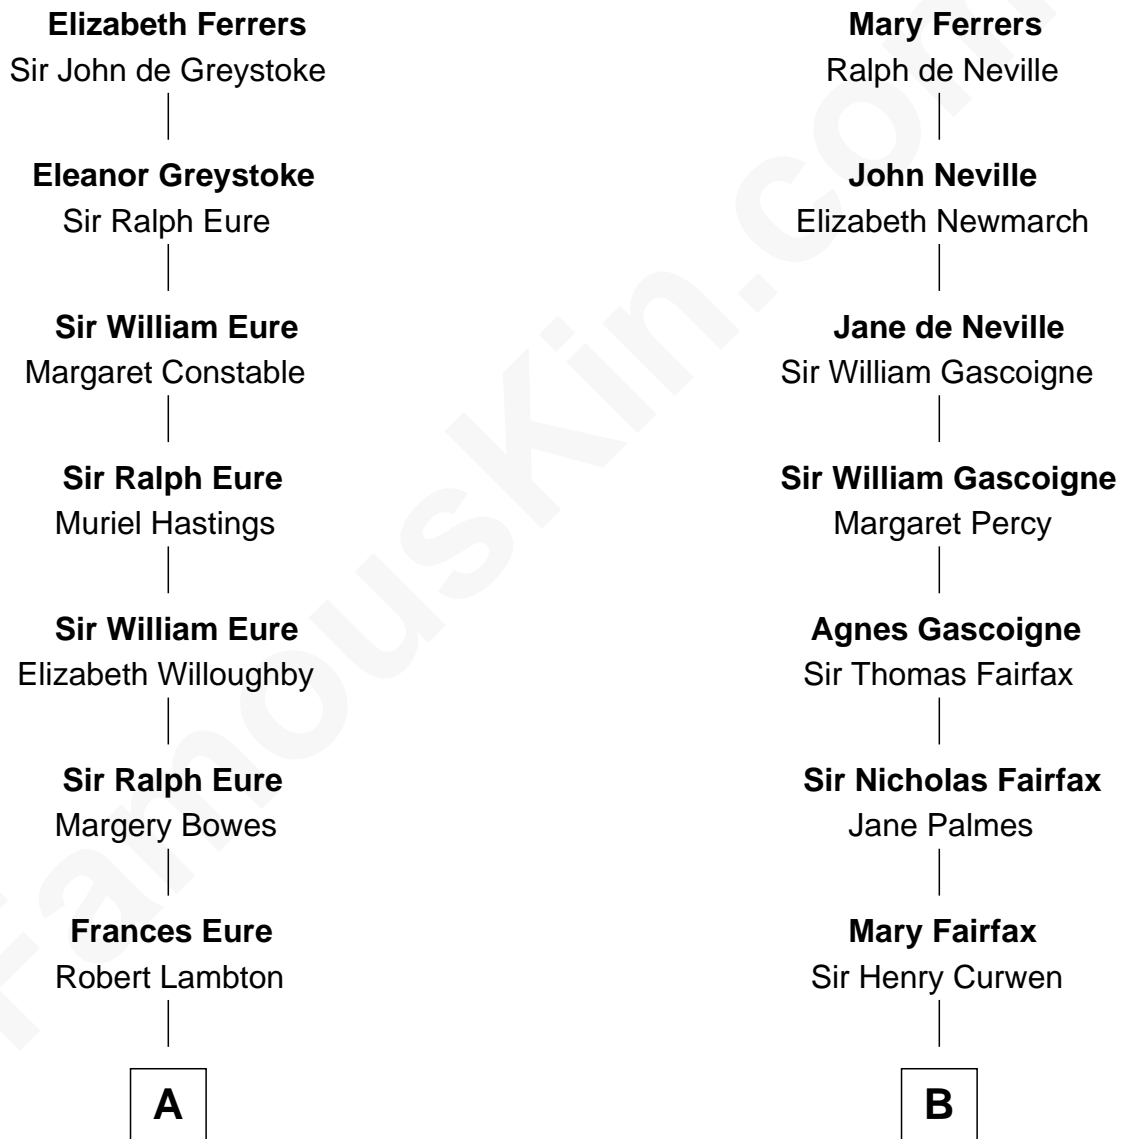 Elizabeth Ferrers
Sir John de Greystoke
Eleanor Greystoke
Sir Ralph Eure
Sir William Eure
Margaret Constable
Sir Ralph Eure
Muriel Hastings
Sir William Eure
Elizabeth Willoughby
Sir Ralph Eure
Margery Bowes
Frances Eure
Robert Lambton
A
Mary Ferrers
Ralph de Neville
John Neville
Elizabeth Newmarch
Jane de Neville
Sir William Gascoigne
Sir William Gascoigne
Margaret Percy
Agnes Gascoigne
Sir Thomas Fairfax
Sir Nicholas Fairfax
Jane Palmes
Mary Fairfax
Sir Henry Curwen
B
FamousKin.com